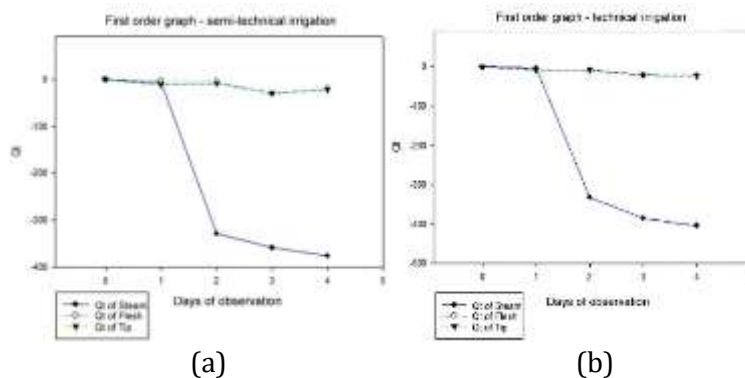 First order graph - semi-technical irrigation
0
-100
-200
-300
-400
Qt
0 1 2 3 4 5
Days of observation
Qt of Steam
Qt of Flesh
Qt of Tip
(a)
First order graph - technical irrigation
0
-100
-200
-300
-400
-500
Qt
0 1 2 3 4
Days of observation
Qt of Steam
Qt of Flesh
Qt of Tip
(b)